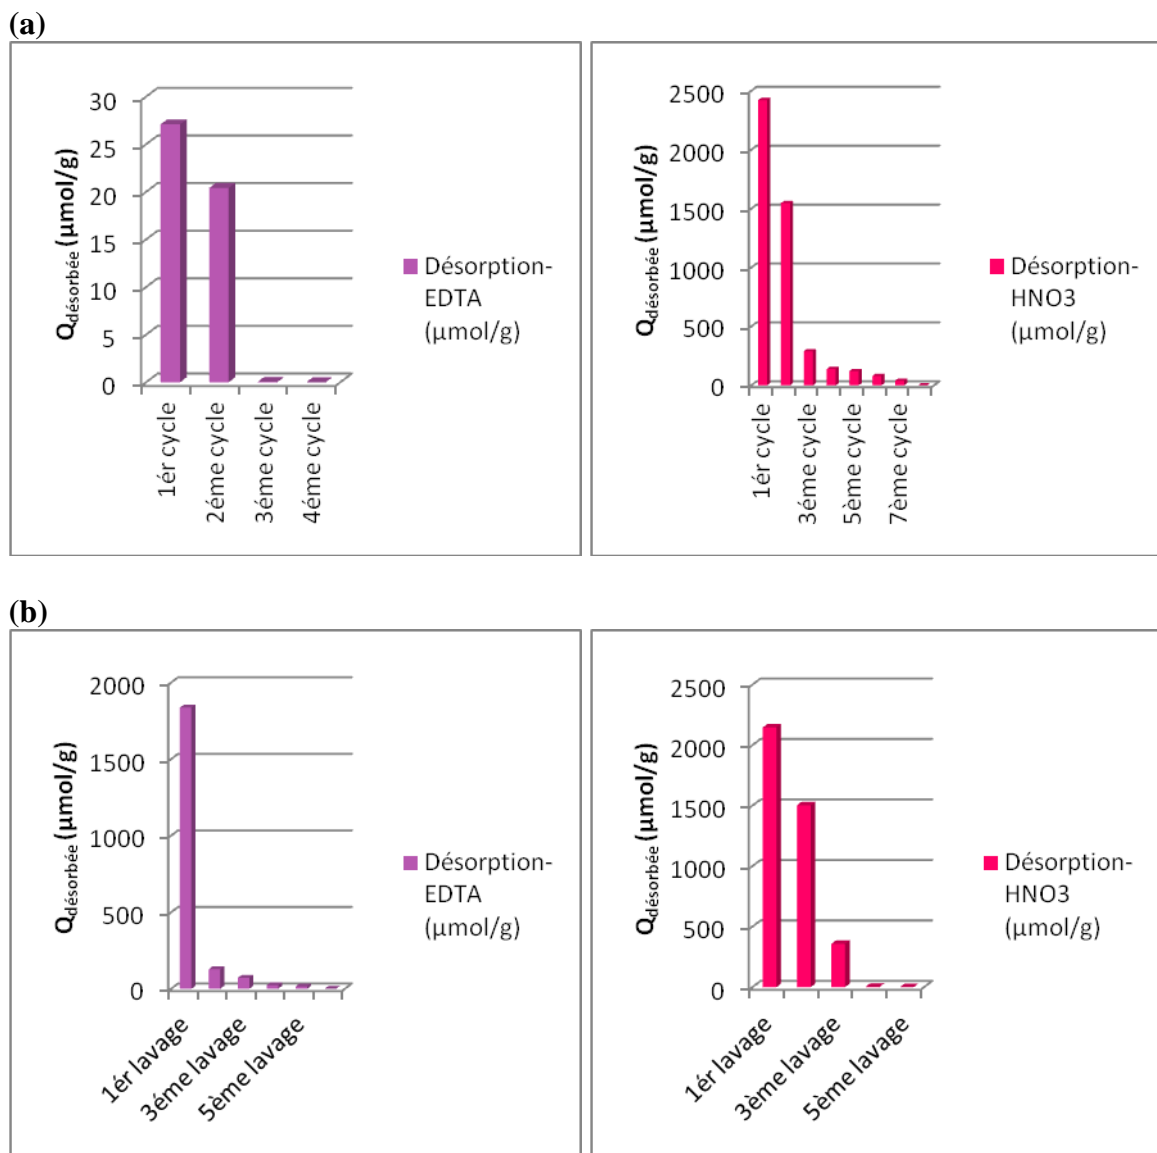 (a)
30
25
20
15
10
5
0
Qdésorbée (μmol/g)
1ér cycle
2éme cycle
3éme cycle
4éme cycle
Désorption-
EDTA
(μmol/g)
2500
2000
1500
1000
500
0
Qdésorbée (μmol/g)
1ér cycle
3éme cycle
5ème cycle
7ème cycle
Désorption-
HNO3
(μmol/g)
(b)
2000
1500
1000
500
0
Qdésorbée (μmol/g)
1ér lavage
3éme lavage
5ème lavage
Désorption-
EDTA
(μmol/g)
2500
2000
1500
1000
500
0
Qdésorbée (μmol/g)
1ér lavage
3éme lavage
5ème lavage
Désorption-
HNO3
(μmol/g)